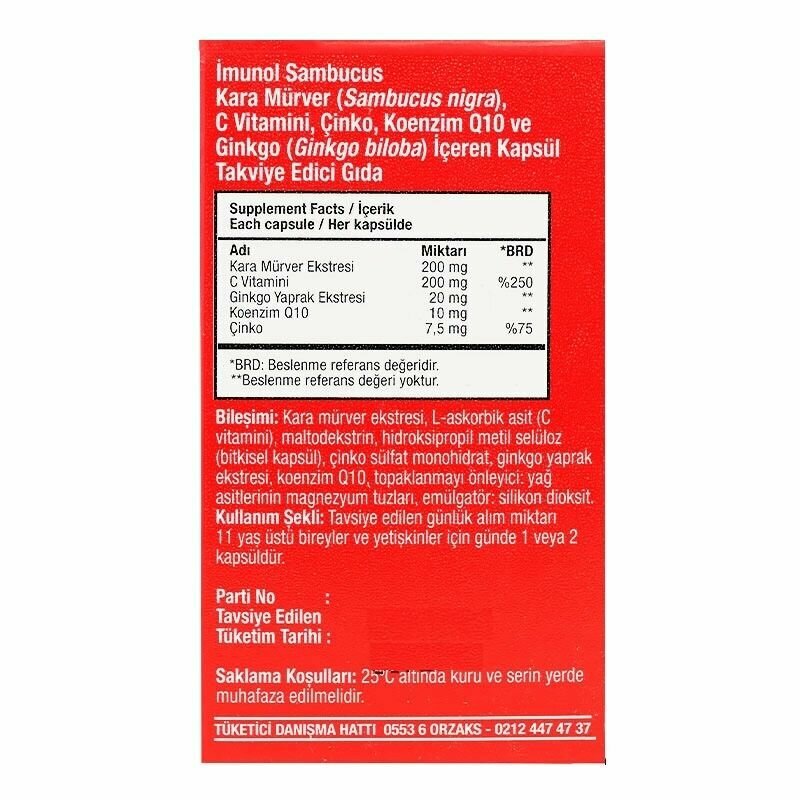 İmunol Sambucus
Kara Mürver (Sambucus nigra),
C Vitamini, Çinko, Koenzim Q10 ve
Ginkgo (Ginkgo biloba) İçeren Kapsül
Takviye Edici Gıda
Supplement Facts / İçerik
Each capsule / Her kapsülde
Adı Miktarı *BRD
Kara Mürver Ekstresi 200 mg **
C Vitamini 200 mg %250
Ginkgo Yaprak Ekstresi 20 mg **
Koenzim Q10 10 mg **
Çinko 7,5 mg %75
*BRD: Beslenme referans değeridir.
**Beslenme referans değeri yoktur.
Bileşimi: Kara mürver ekstresi, L-askorbik asit (C
vitamini), maltodekstrin, hidroksipropil metil selüloz
(bitkisel kapsül), çinko sülfat monohidrat, ginkgo yaprak
ekstresi, koenzim Q10, topaklanmayı önleyici: yağ
asitlerinin magnezyum tuzları, emülgatör: silikon dioksit.
Kullanım Şekli: Tavsiye edilen günlük alım miktarı
11 yaş üstü bireyler ve yetişkinler için günde 1 veya 2
kapsüldür.
Parti No :
Tavsiye Edilen
Tüketim Tarihi :
Saklama Koşulları: 25°C altında kuru ve serin yerde
muhafaza edilmelidir.
TÜKETİCİ DANIŞMA HATTI 0553 6 ORZAKS - 0212 447 47 37